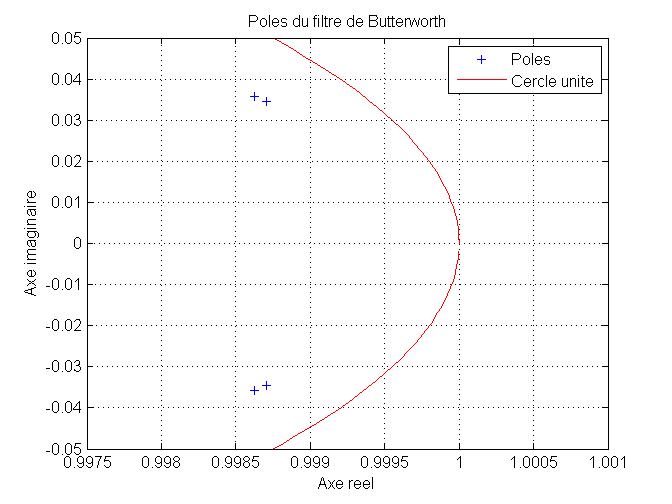 Poles du filtre de Butterworth
Poles
Cercle unite
Axe imaginaire
0.05
0.04
0.03
0.02
0.01
0
-0.01
-0.02
-0.03
-0.04
-0.05
0.9975 0.998 0.9985 0.999 0.9995 1 1.0005 1.001
Axe reel